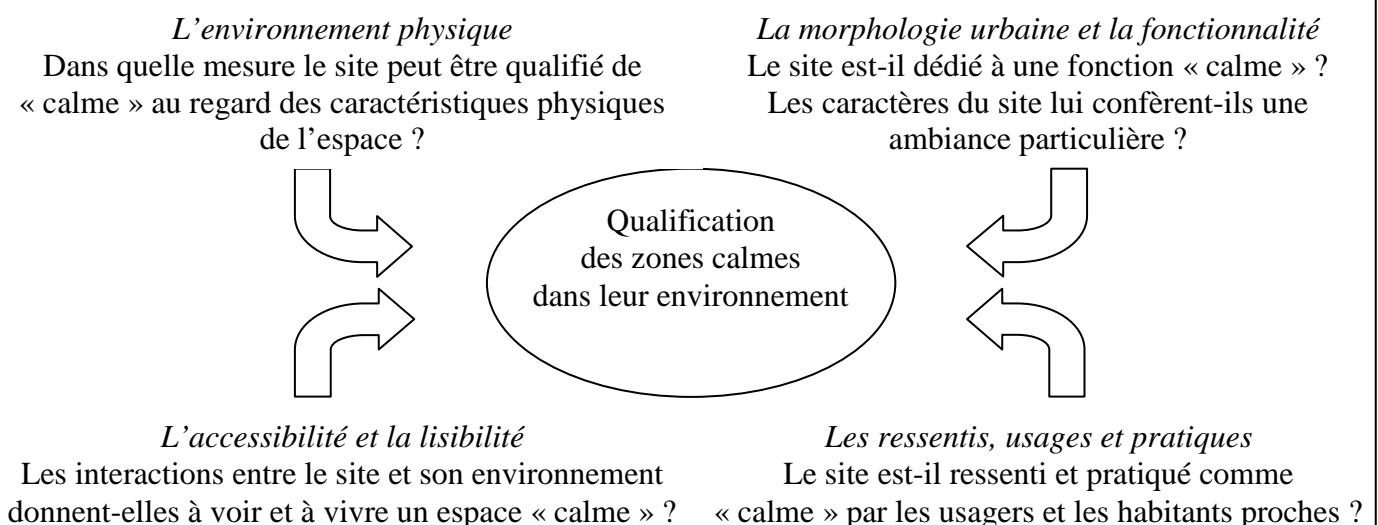 L’environnement physique
Dans quelle mesure le site peut être qualifié de
« calme » au regard des caractéristiques physiques
de l’espace ?
La morphologie urbaine et la fonctionnalité
Le site est-il dédié à une fonction « calme » ?
Les caractères du site lui confèrent-ils une
ambiance particulière ?
Qualification
des zones calmes
dans leur environnement
L’accessibilité et la lisibilité
Les interactions entre le site et son environnement
donnent-elles à voir et à vivre un espace « calme » ?
Les ressentis, usages et pratiques
Le site est-il ressenti et pratiqué comme
« calme » par les usagers et les habitants proches ?